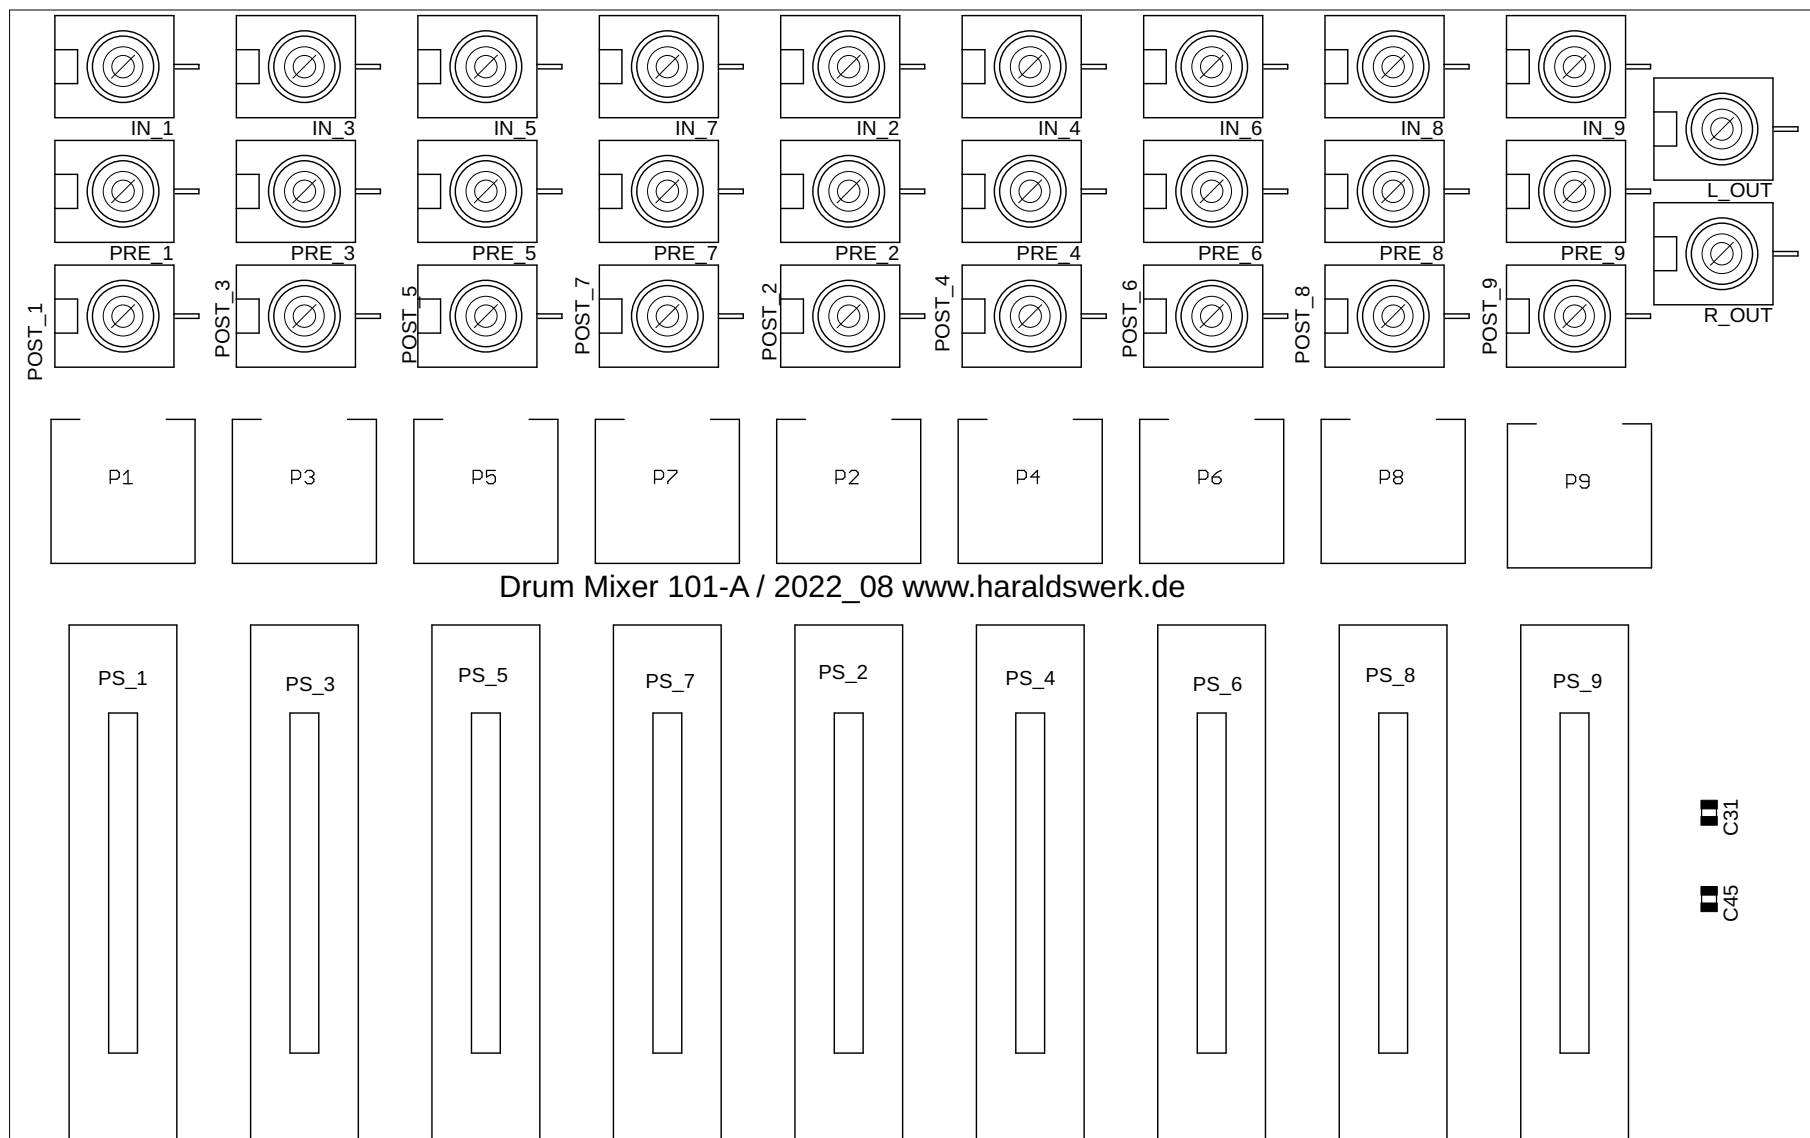 IN_1 IN_3 IN_5 IN_7 IN_2 IN_4 IN_6 IN_8 IN_9
L_OUT
PRE_1 PRE_3 PRE_5 PRE_7 PRE_2 PRE_4 PRE_6 PRE_8 PRE_9
R_OUT
POST_1 POST_3 POST_5 POST_7 POST_2 POST_4 POST_6 POST_8 POST_9
P1 P3 P5 P7 P2 P4 P6 P8 P9
Drum Mixer 101-A / 2022_08 www.haraldswerk.de
PS_1 PS_3 PS_5 PS_7 PS_2 PS_4 PS_6 PS_8 PS_9
C31
C45